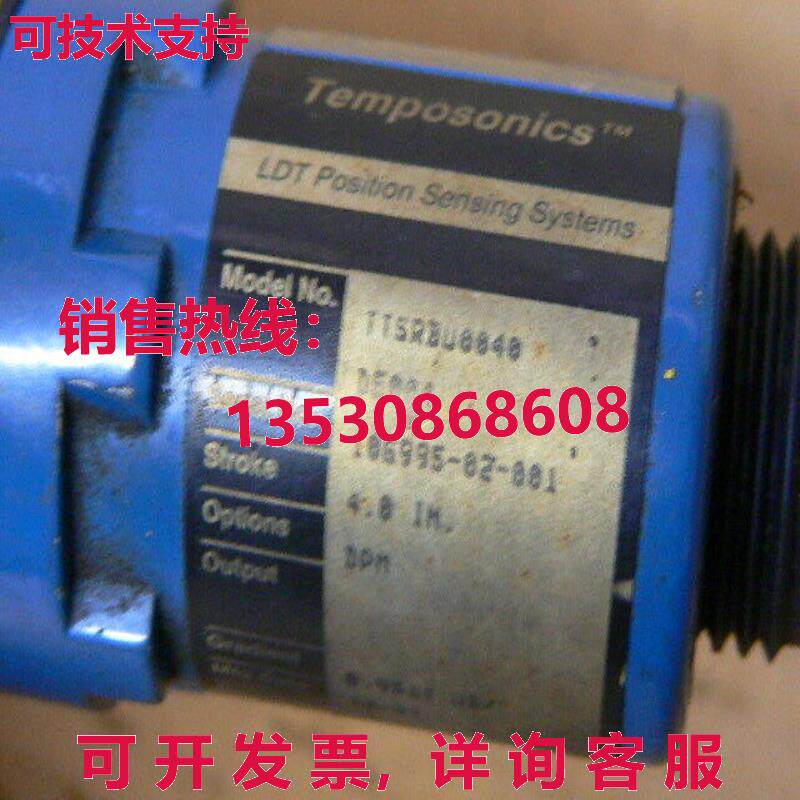 可技术支持
Temposonics™
LDT Position Sensing Systems
Model No.
TTSRBU0040
销售热线:
13530868608
106995-02-001
Stroke
4.0 IN.
Options
DPM
Output
Gradient
可开发票, 详询客服